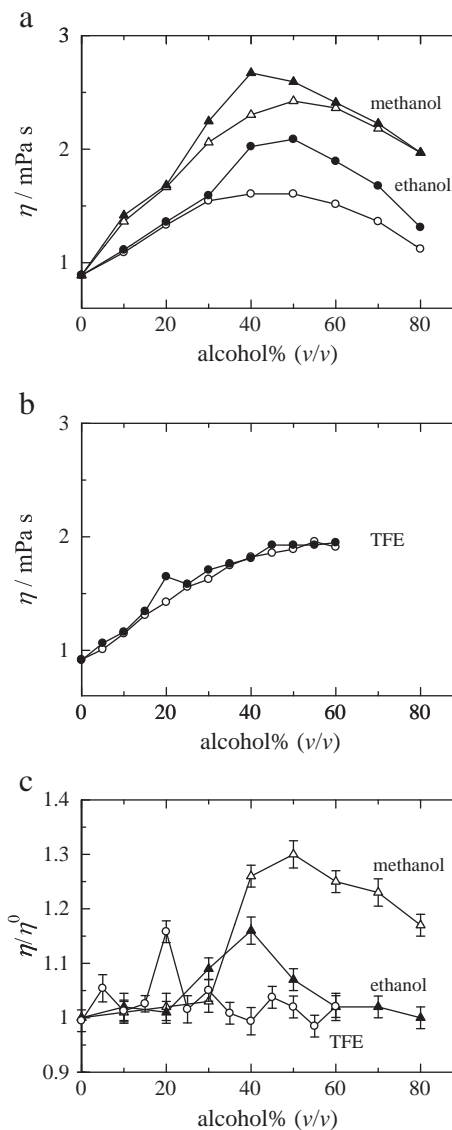 a
3
2
1
η / mPa s
methanol
ethanol
0 20 40 60 80
alcohol% (v/v)
b
3
2
1
η / mPa s
TFE
0 20 40 60 80
alcohol% (v/v)
c
1.4
1.3
1.2
1.1
1.0
0.9
η/η⁰
methanol
ethanol
TFE
0 20 40 60 80
alcohol% (v/v)